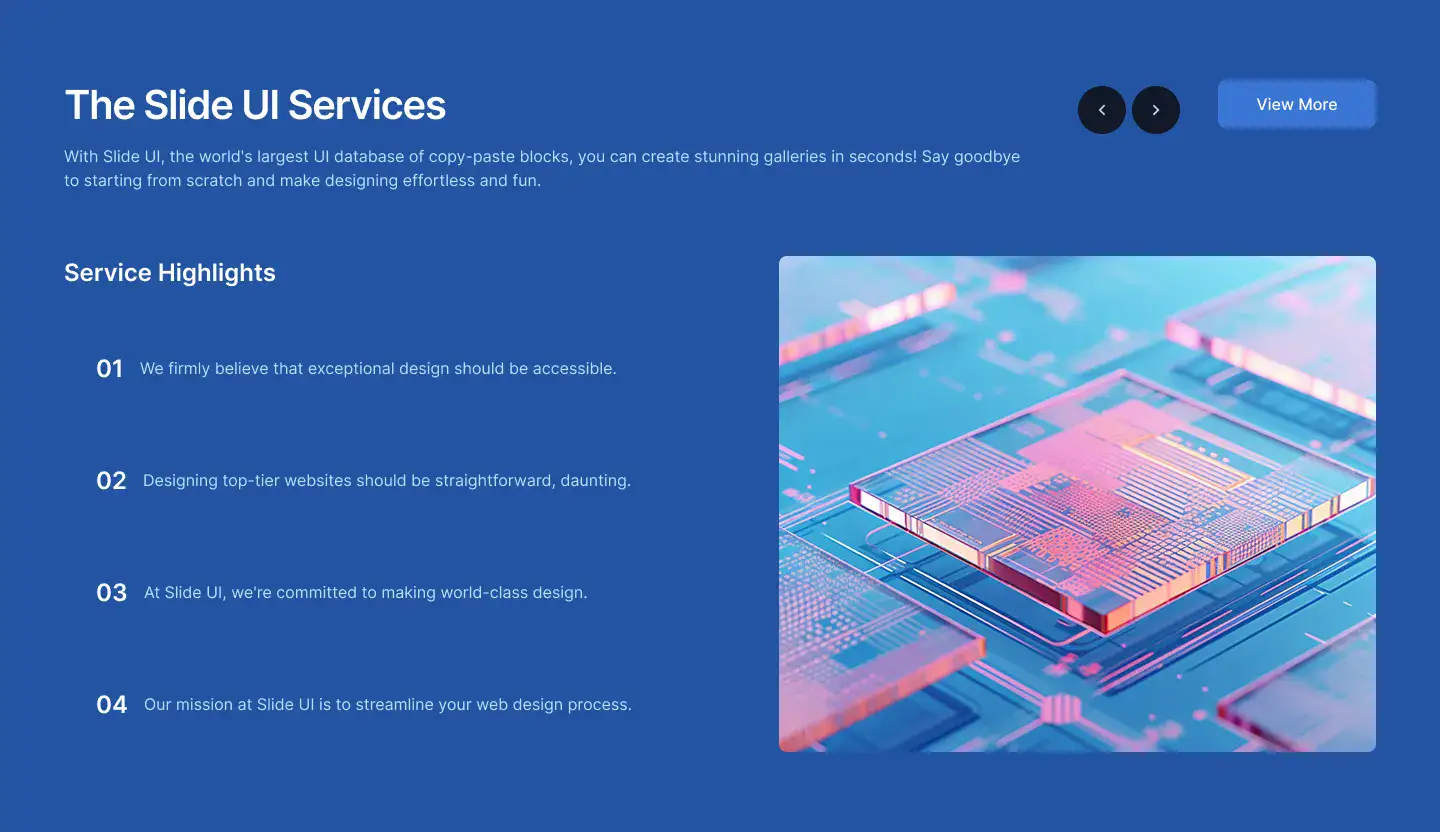 The Slide UI Services
View More
With Slide UI, the world's largest UI database of copy-paste blocks, you can create stunning galleries in seconds! Say goodbye
to starting from scratch and make designing effortless and fun.
Service Highlights
01 We firmly believe that exceptional design should be accessible.
02 Designing top-tier websites should be straightforward, daunting.
03 At Slide UI, we're committed to making world-class design.
04 Our mission at Slide UI is to streamline your web design process.